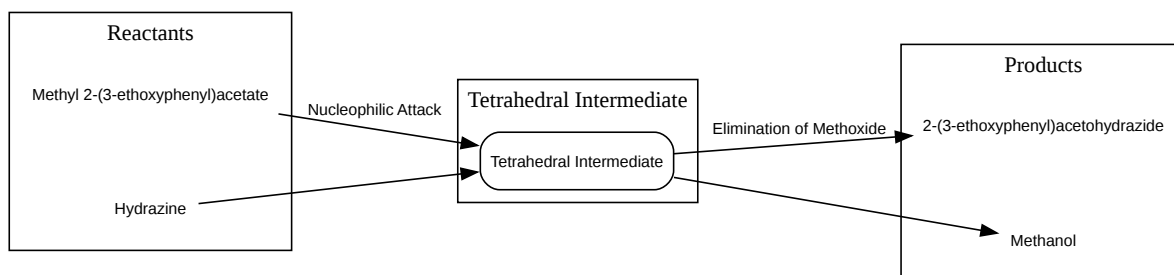 Reactants
Methyl 2-(3-ethoxyphenyl)acetate
Hydrazine
Nucleophilic Attack
Tetrahedral Intermediate
Tetrahedral Intermediate
Elimination of Methoxide
Products
2-(3-ethoxyphenyl)acetohydrazide
Methanol